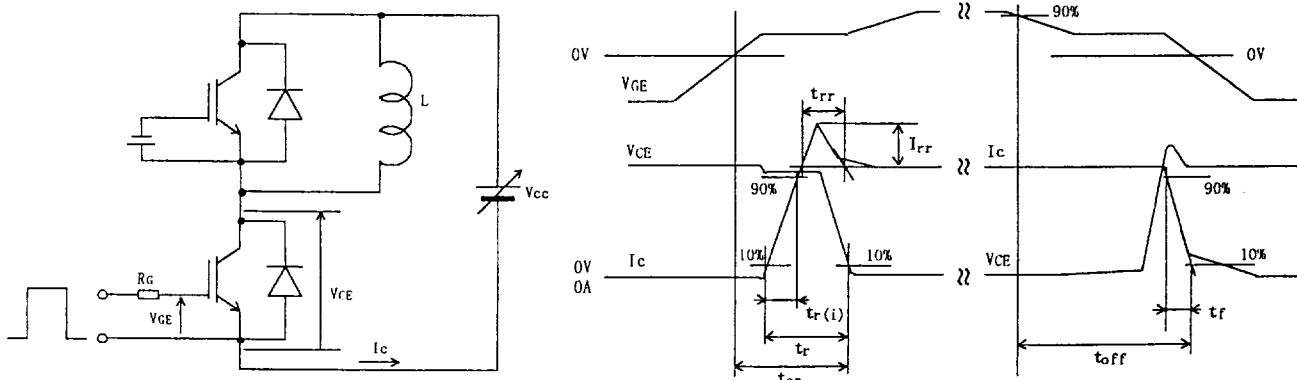 L
Vcc
RG
VGE
VCE
Ic
0V
VGE
trr
Irr
VCE
90%
10%
10%
Ic
0V
0A
tr(i)
tr
90%
0V
Ic
90%
VCE
10%
tf
toff